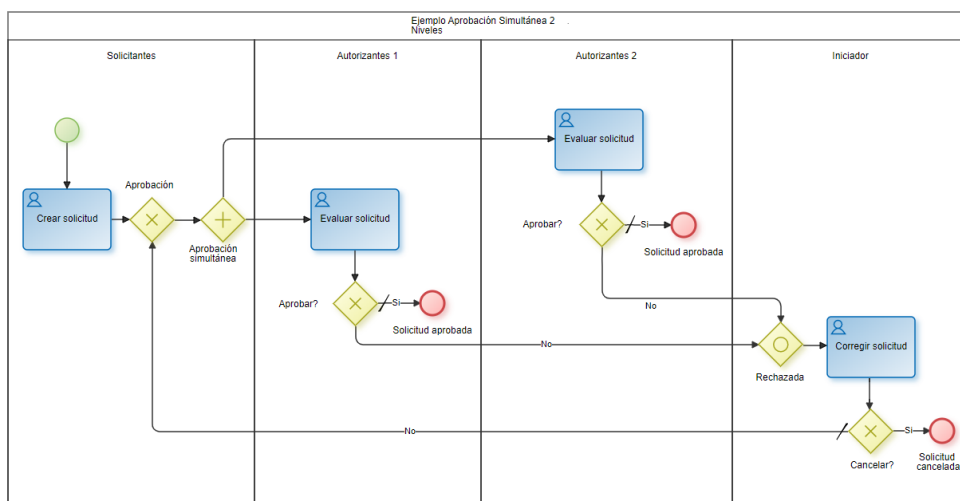 Ejemplo Aprobación Simultánea 2
Niveles
Solicitantes
Autorizantes 1
Autorizantes 2
Iniciador
Crear solicitud
Aprobación
Aprobación
simultánea
Evaluar solicitud
Aprobar?
Si
Solicitud aprobada
No
Evaluar solicitud
Aprobar?
Si
Solicitud aprobada
No
Rechazada
Corregir solicitud
Cancelar?
Si
Solicitud
cancelada
No